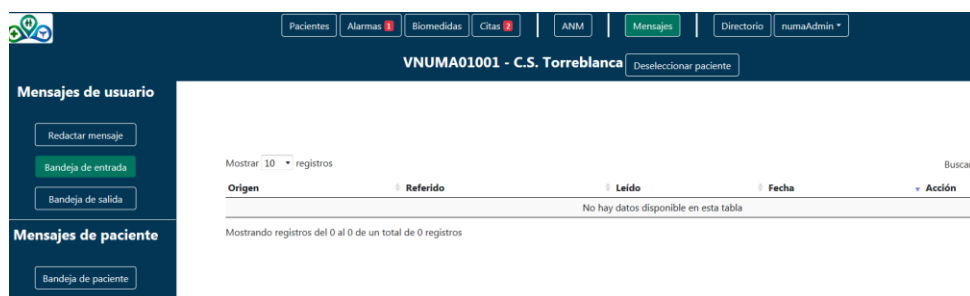 Pacientes Alarmas 1 Biomedidas Citas 2 ANM Mensajes Directorio numaAdmin
VNUMA01001 - C.S. Torreblanca Deseleccionar paciente
Mensajes de usuario
Redactar mensaje
Bandeja de entrada
Bandeja de salida
Mensajes de paciente
Bandeja de paciente
Mostrar 10 registros
Buscar
Origen Referido Leído Fecha Acción
No hay datos disponible en esta tabla
Mostrando registros del 0 al 0 de un total de 0 registros